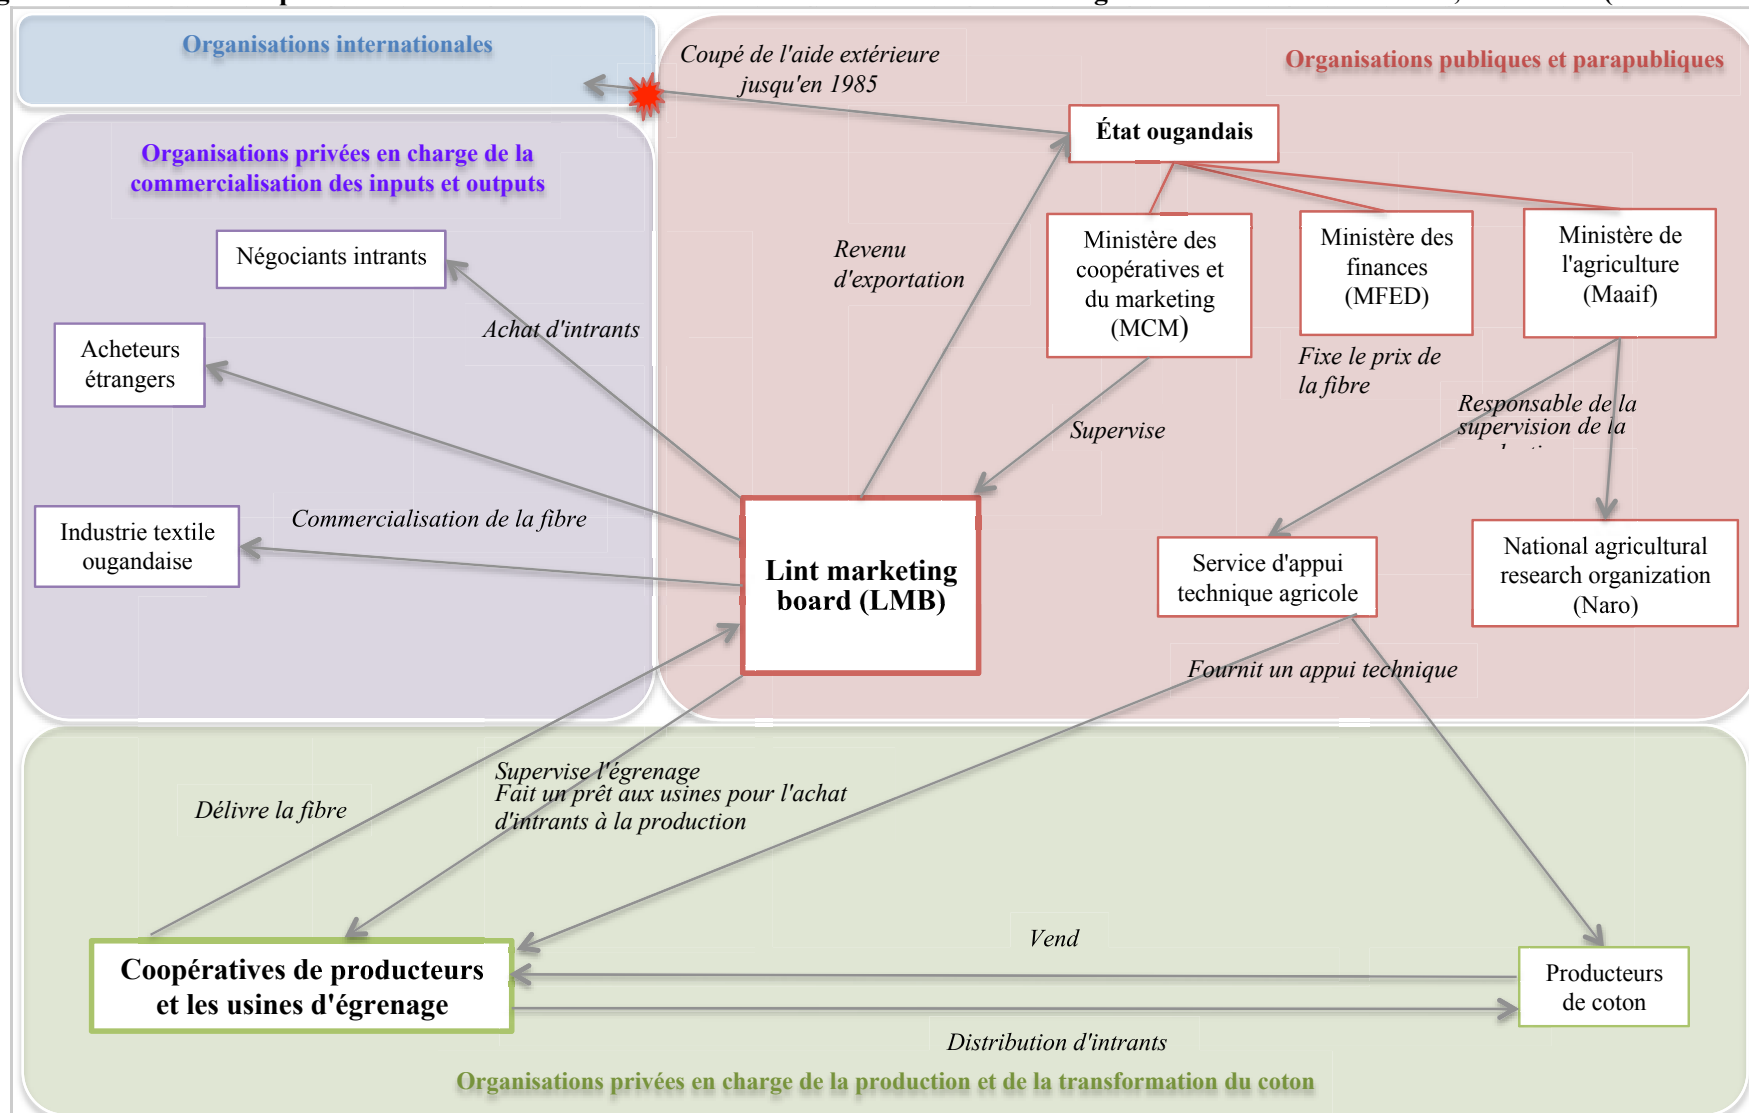 Organisations internationales
Coupé de l'aide extérieure
jusqu'en 1985
Organisations publiques et parapubliques
État ougandais
Organisations privées en charge de la
commercialisation des inputs et outputs
Négociants intrants
Acheteurs
étrangers
Industrie textile
ougandaise
Achat d'intrants
Commercialisation de la fibre
Revenu
d'exportation
Ministère des
coopératives et
du marketing
(MCM)
Ministère des
finances
(MFED)
Ministère de
l'agriculture
(Maaif)
Fixe le prix de
la fibre
Supervise
Responsable de la
supervision de la
Lint marketing
board (LMB)
Service d'appui
technique agricole
National agricultural
research organization
(Naro)
Fournit un appui technique
Délivre la fibre
Supervise l'égrenage
Fait un prêt aux usines pour l'achat
d'intrants à la production
Coopératives de producteurs
et les usines d'égrenage
Vend
Producteurs
de coton
Distribution d'intrants
Organisations privées en charge de la production et de la transformation du coton